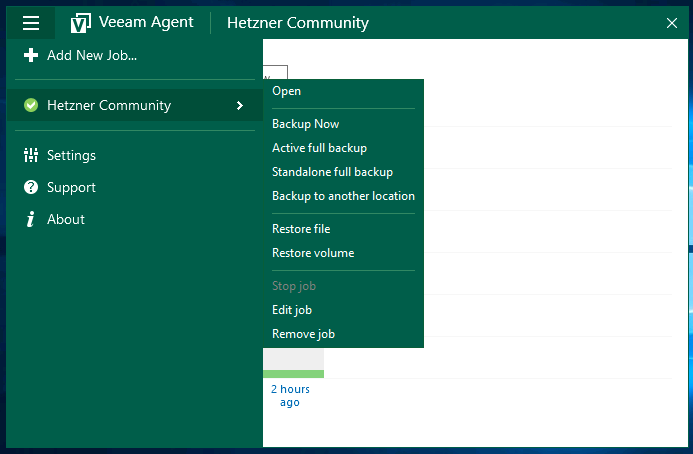 Veeam Agent
Hetzner Community
Add New Job...
Hetzner Community
Settings
Support
About
Open
Backup Now
Active full backup
Standalone full backup
Backup to another location
Restore file
Restore volume
Stop job
Edit job
Remove job
2 hours
ago